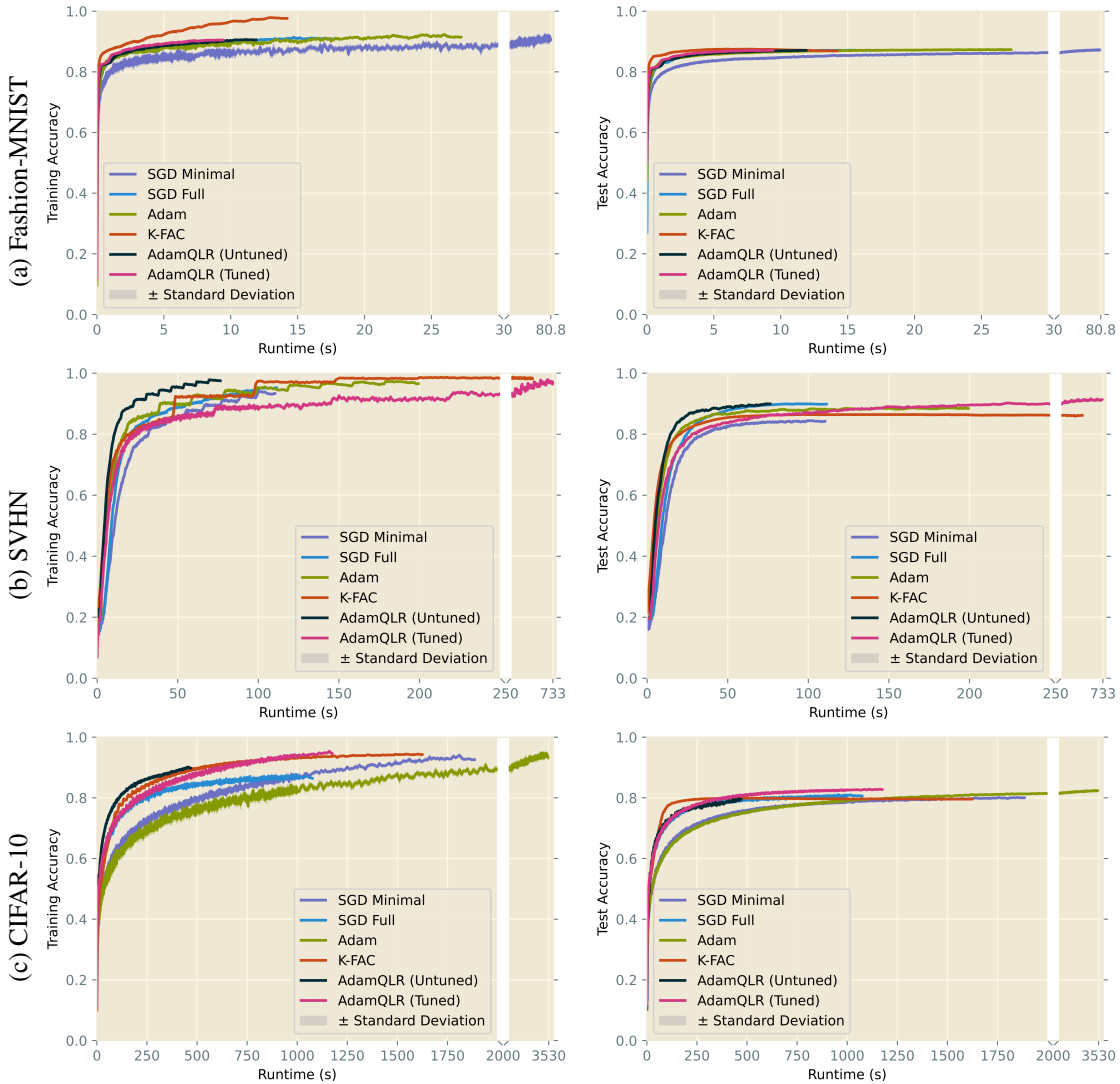 (a) Fashion-MNIST
Training Accuracy
1.0
0.8
0.6
0.4
0.2
0.0
SGD Minimal
SGD Full
Adam
K-FAC
AdamQLR (Untuned)
AdamQLR (Tuned)
± Standard Deviation
0 5 10 15 20 25 30 80.8
Runtime (s)
Test Accuracy
1.0
0.8
0.6
0.4
0.2
0.0
SGD Minimal
SGD Full
Adam
K-FAC
AdamQLR (Untuned)
AdamQLR (Tuned)
± Standard Deviation
0 5 10 15 20 25 30 80.8
Runtime (s)
(b) SVHN
Training Accuracy
1.0
0.8
0.6
0.4
0.2
0.0
SGD Minimal
SGD Full
Adam
K-FAC
AdamQLR (Untuned)
AdamQLR (Tuned)
± Standard Deviation
0 50 100 150 200 250 733
Runtime (s)
Test Accuracy
1.0
0.8
0.6
0.4
0.2
0.0
SGD Minimal
SGD Full
Adam
K-FAC
AdamQLR (Untuned)
AdamQLR (Tuned)
± Standard Deviation
0 50 100 150 200 250 733
Runtime (s)
(c) CIFAR-10
Training Accuracy
1.0
0.8
0.6
0.4
0.2
0.0
SGD Minimal
SGD Full
Adam
K-FAC
AdamQLR (Untuned)
AdamQLR (Tuned)
± Standard Deviation
0 250 500 750 1000 1250 1500 1750 2000 3530
Runtime (s)
Test Accuracy
1.0
0.8
0.6
0.4
0.2
0.0
SGD Minimal
SGD Full
Adam
K-FAC
AdamQLR (Untuned)
AdamQLR (Tuned)
± Standard Deviation
0 250 500 750 1000 1250 1500 1750 2000 3530
Runtime (s)